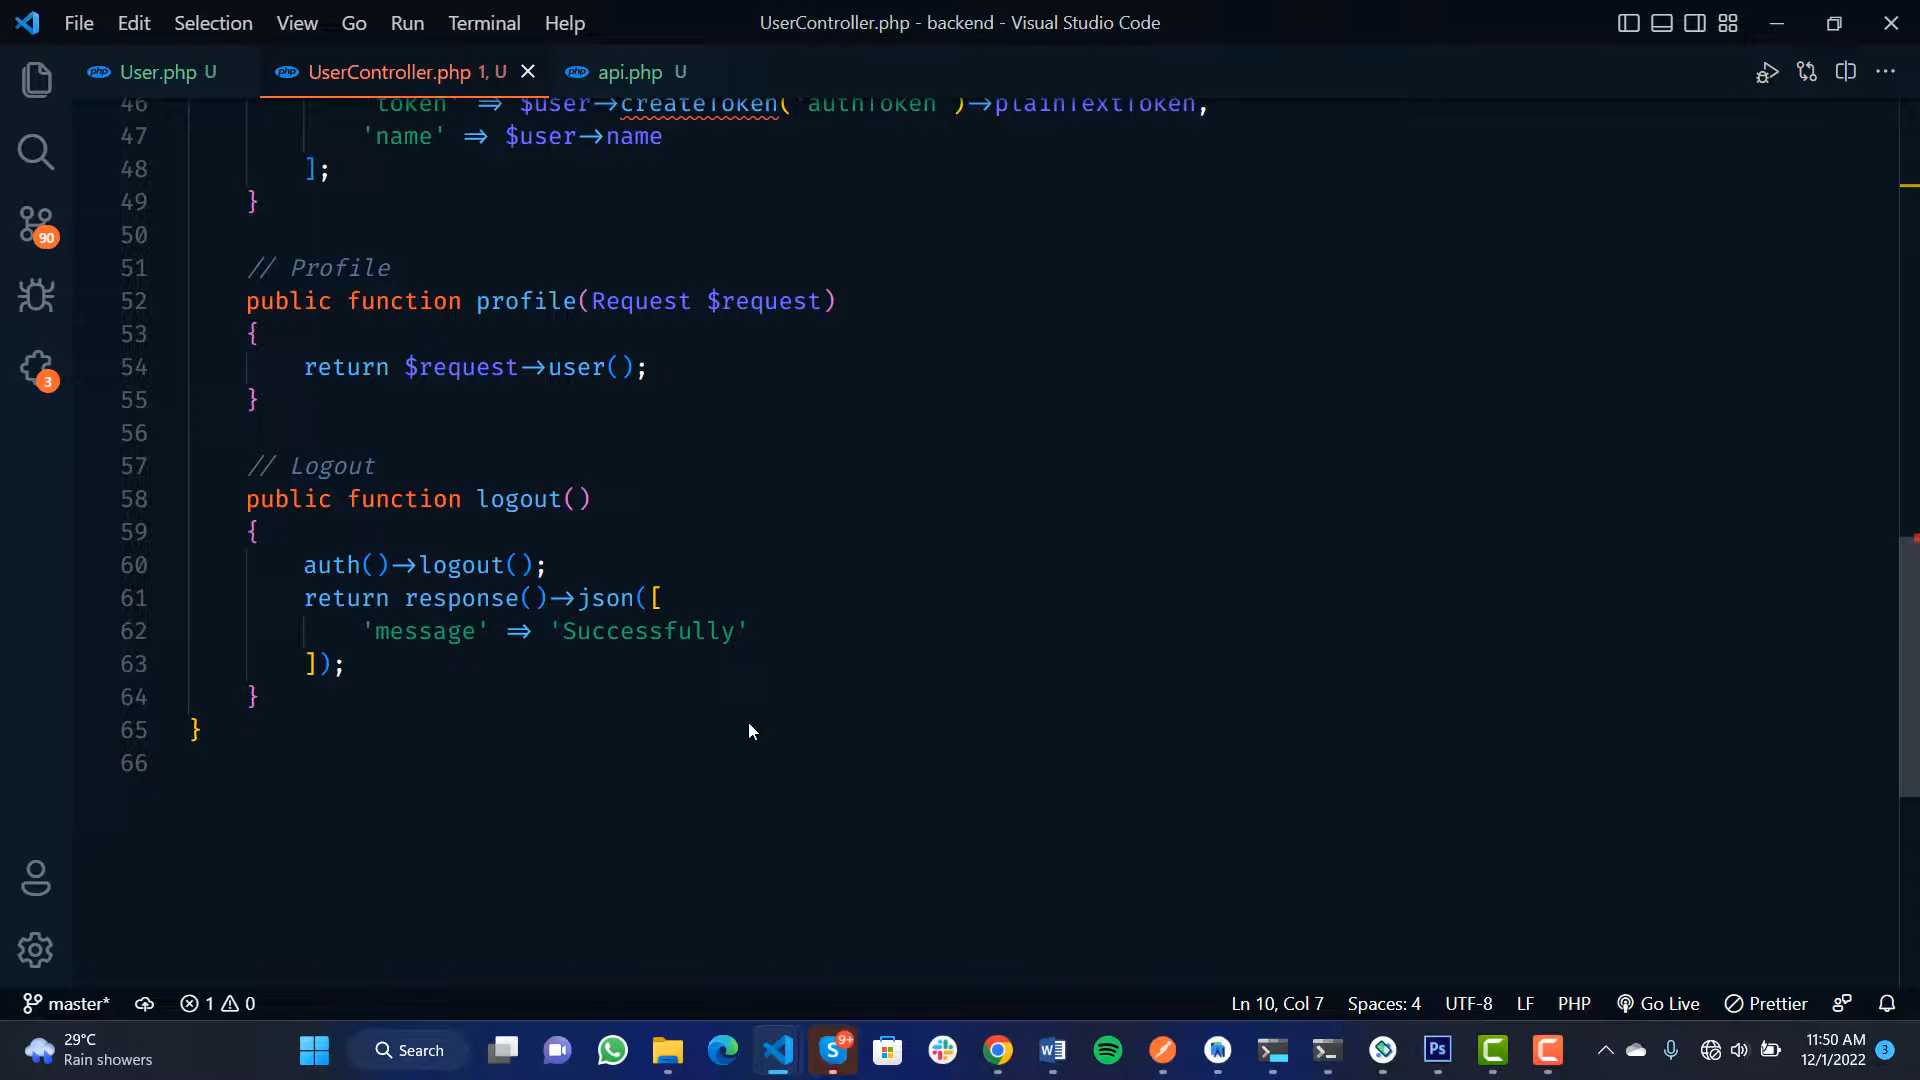 File Edit Selection View Go Run Terminal Help
UserController.php - backend - Visual Studio Code
User.php U
UserController.php 1, U
api.php U
46 'token' => $user->createToken('authToken')->plainTextToken,
47 'name' => $user->name
48 ];
49 }
50
51 // Profile
52 public function profile(Request $request)
53 {
54 return $request->user();
55 }
56
57 // Logout
58 public function logout()
59 {
60 auth()->logout();
61 return response()->json([
62 'message' => 'Successfully'
63 ]);
64 }
65 }
66
90
3
master* 1 0 Ln 10, Col 7 Spaces: 4 UTF-8 LF PHP Go Live Prettier
29°C
Rain showers
Search
9+
Ps
11:50 AM
12/1/2022
3